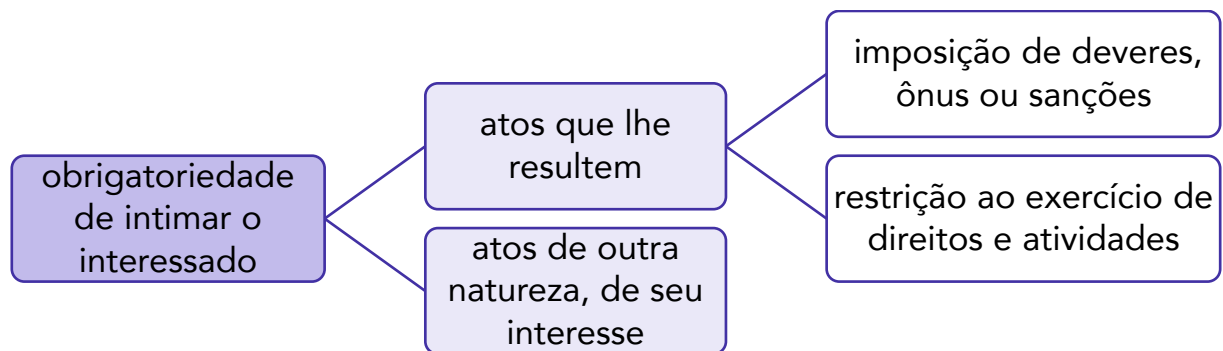 obrigatoriedade
de intimar o
interessado
atos que lhe
resultem
imposição de deveres,
ônus ou sanções
restrição ao exercício de
direitos e atividades
atos de outra
natureza, de seu
interesse